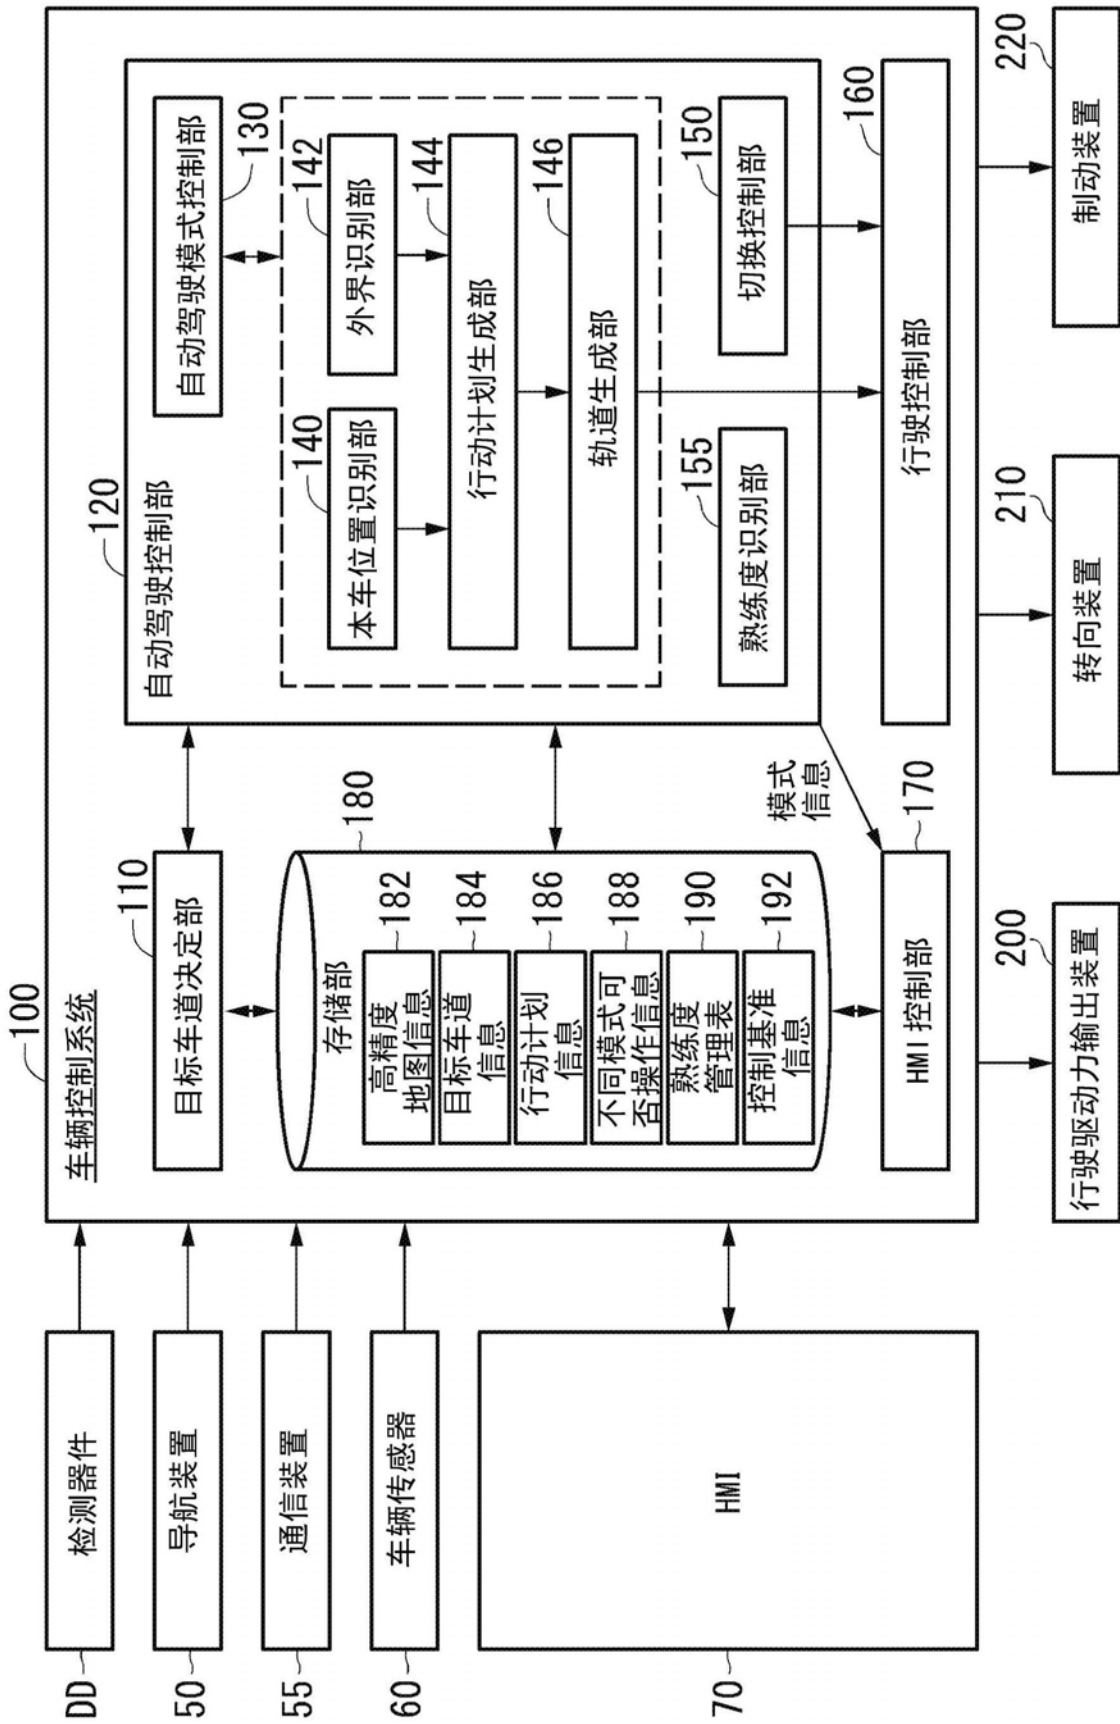 DD
检测器件
50
导航装置
55
通信装置
60
车辆传感器
70
HMI
100
车辆控制系统
110
目标车道决定部
180
存储部
高精度
地图信息
182
目标车道
信息
184
行动计划
信息
186
不同模式可
否操作信息
188
熟练度
管理表
190
控制基准
信息
192
HMI控制部
170
模式
信息
120
自动驾驶控制部
自动驾驶模式控制部
130
本车位置识别部
140
外界识别部
142
行动计划生成部
144
轨道生成部
146
熟练度识别部
155
切换控制部
150
行驶控制部
160
行驶驱动力输出装置
200
转向装置
210
制动装置
220